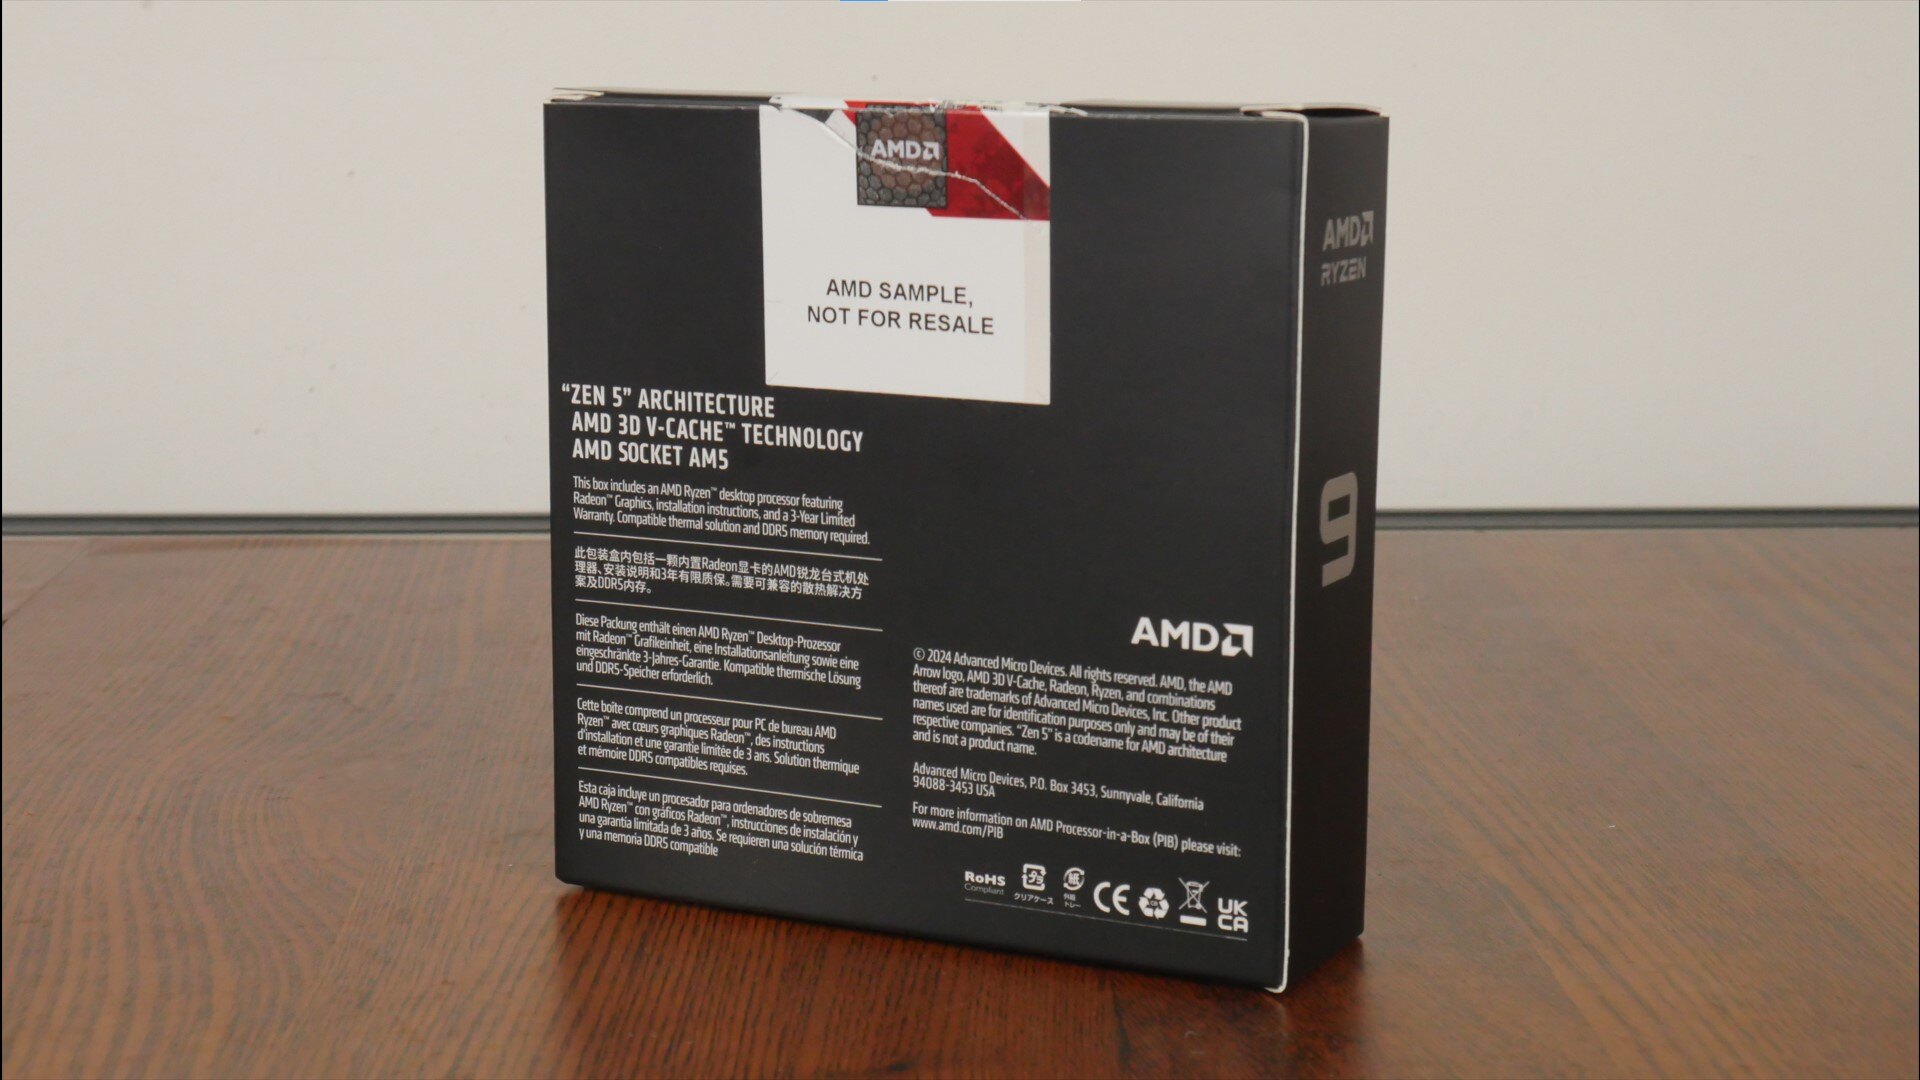 AMD
AMD SAMPLE,
NOT FOR RESALE
“ZEN 5” ARCHITECTURE
AMD 3D V-CACHE™ TECHNOLOGY
AMD SOCKET AM5
This box includes an AMD Ryzen™ desktop processor featuring
Radeon™ Graphics, installation instructions, and a 3-Year Limited
Warranty. Compatible thermal solution and DDR5 memory required.
此包装盒内包括一颗内置Radeon显卡的AMD锐龙台式机处
理器、安装说明和3年有限质保。需要可兼容的散热解决方
案及DDR5内存。
Diese Packung enthält einen AMD Ryzen™ Desktop-Prozessor
mit Radeon™ Grafikeinheit, eine Installationsanleitung sowie eine
eingeschränkte 3-Jahres-Garantie. Kompatible thermische Lösung
und DDR5-Speicher erforderlich.
Cette boîte comprend un processeur pour PC de bureau AMD
Ryzen™ avec cœurs graphiques Radeon™, des instructions
d'installation et une garantie limitée de 3 ans. Solution thermique
et mémoire DDR5 compatibles requises.
Esta caja incluye un procesador para ordenadores de sobremesa
AMD Ryzen™ con gráficos Radeon™, instrucciones de instalación y
una garantía limitada de 3 años. Se requieren una solución térmica
y una memoria DDR5 compatible
AMD
© 2024 Advanced Micro Devices. All rights reserved. AMD, the AMD
Arrow logo, AMD 3D V-Cache, Radeon, Ryzen, and combinations
thereof are trademarks of Advanced Micro Devices, Inc. Other product
names used are for identification purposes only and may be of their
respective companies. “Zen 5” is a codename for AMD architecture
and is not a product name.
Advanced Micro Devices, P.O. Box 3453, Sunnyvale, California
94088-3453 USA
For more information on AMD Processor-in-a-Box (PIB) please visit:
www.amd.com/PIB
RoHS
Compliant
プラ
クリアケース
紙
外箱
トレー
CE
UK
CA
AMD
RYZEN
9